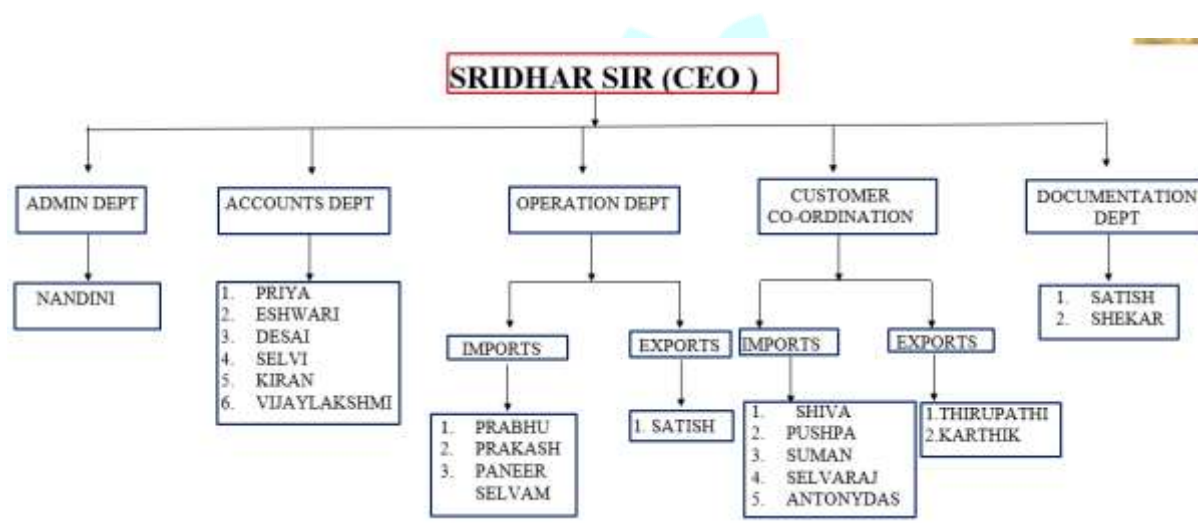 SRIDHAR SIR (CEO )
ADMIN DEPT
ACCOUNTS DEPT
OPERATION DEPT
CUSTOMER
CO-ORDINATION
DOCUMENTATION
DEPT
NANDINI
1. PRIYA
2. ESHWARI
3. DESAI
4. SELVI
5. KIRAN
6. VIJAYLAKSHMI
IMPORTS
EXPORTS
IMPORTS
EXPORTS
1. SATISH
2. SHEKAR
1. PRABHU
2. PRAKASH
3. PANEER
SELVAM
1. SATISH
1. SHIVA
2. PUSHPA
3. SUMAN
4. SELVARAJ
5. ANTONYDAS
1.THIRUPATHI
2.KARTHIK